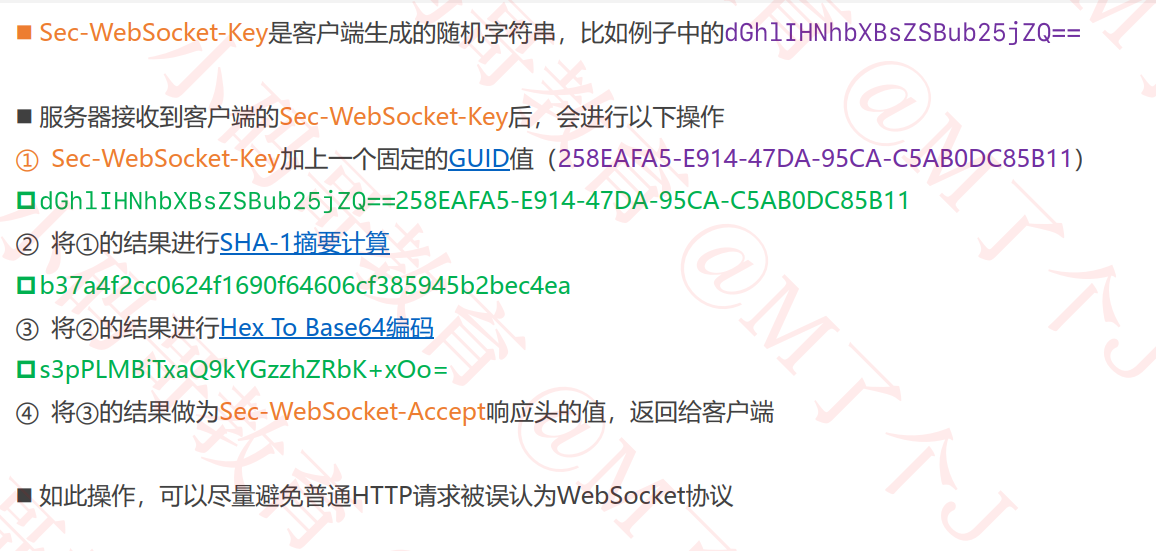 Sec-WebSocket-Key是客户端生成的随机字符串，比如例子中的dGhlIHNhbXBsZSBub25jZQ==
服务器接收到客户端的Sec-WebSocket-Key后，会进行以下操作
① Sec-WebSocket-Key加上一个固定的GUID值（258EAFA5-E914-47DA-95CA-C5AB0DC85B11）
dGhlIHNhbXBsZSBub25jZQ==258EAFA5-E914-47DA-95CA-C5AB0DC85B11
② 将①的结果进行SHA-1摘要计算
b37a4f2cc0624f1690f64606cf385945b2bec4ea
③ 将②的结果进行Hex To Base64编码
s3pPLMBiTxaQ9kYGzzhZRbK+xOo=
④ 将③的结果做为Sec-WebSocket-Accept响应头的值，返回给客户端
如此操作，可以尽量避免普通HTTP请求被误认为WebSocket协议
小码哥教育 @M了个J